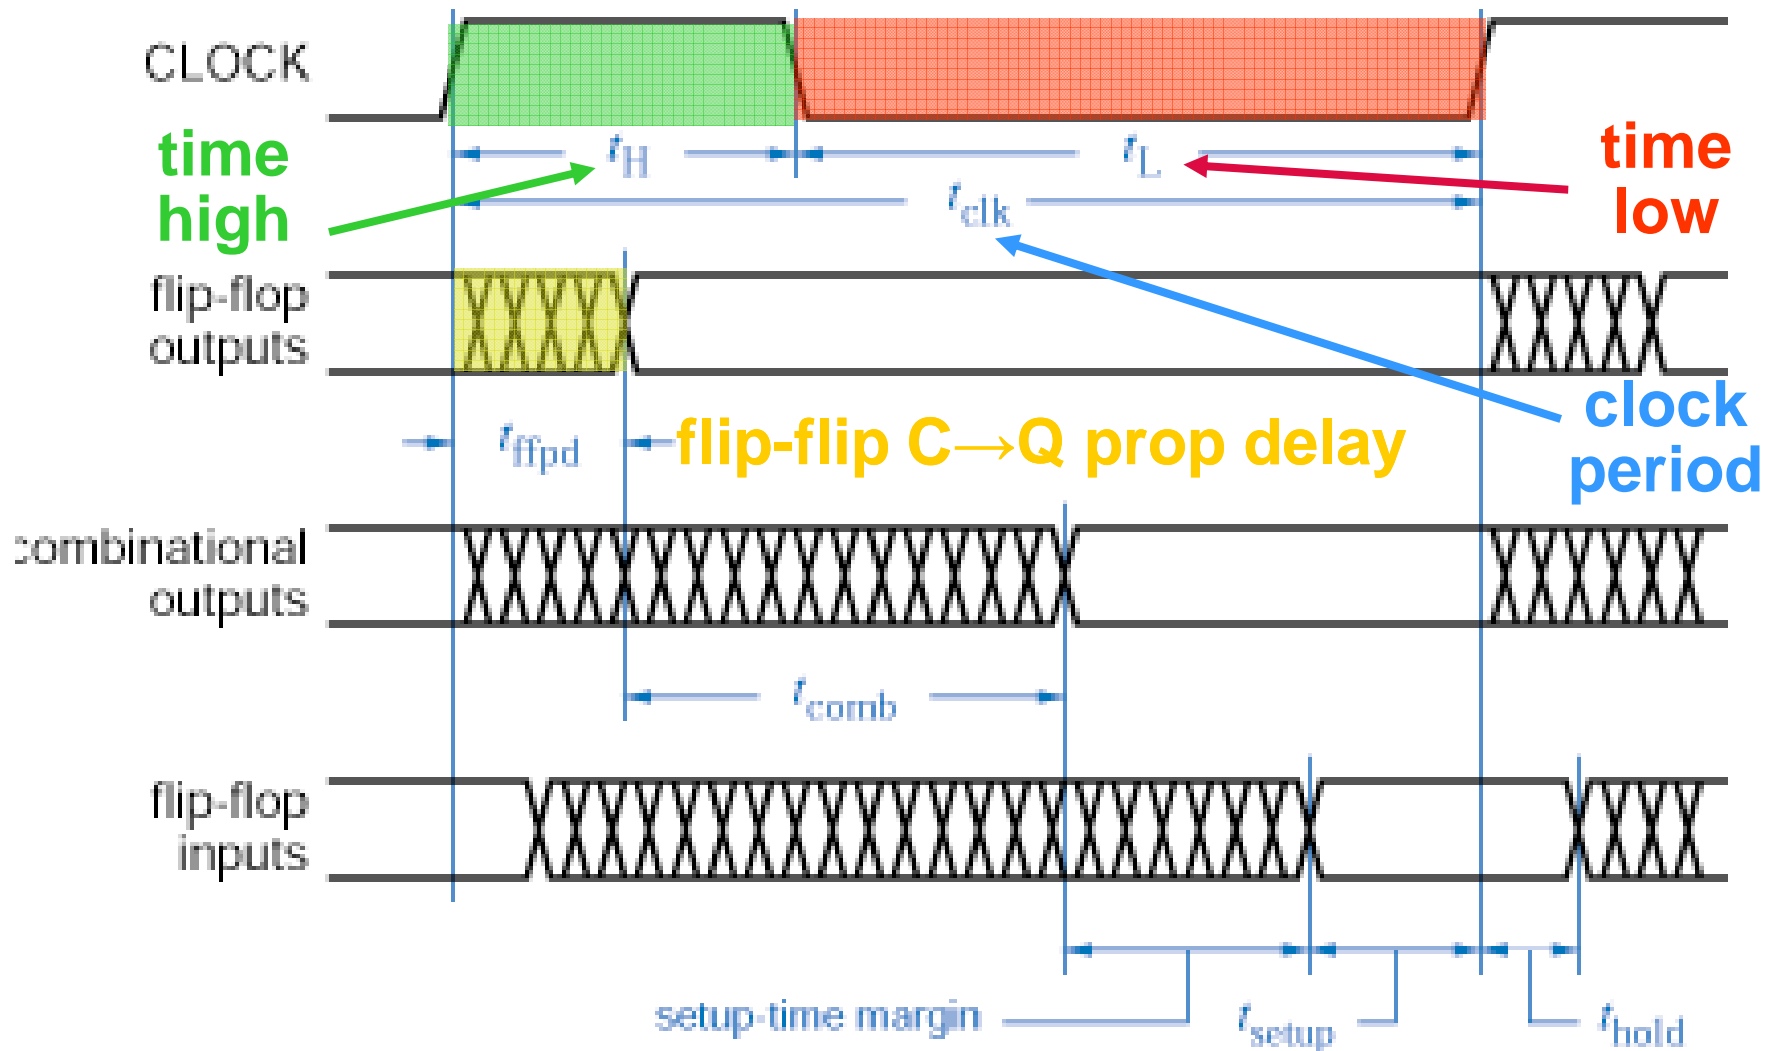 CLOCK
time
high
tH
tL
time
low
tclk
flip-flop
outputs
clock
period
tffpd
flip-flip C→Q prop delay
combinational
outputs
tcomb
flip-flop
inputs
setup-time margin
tsetup
thold